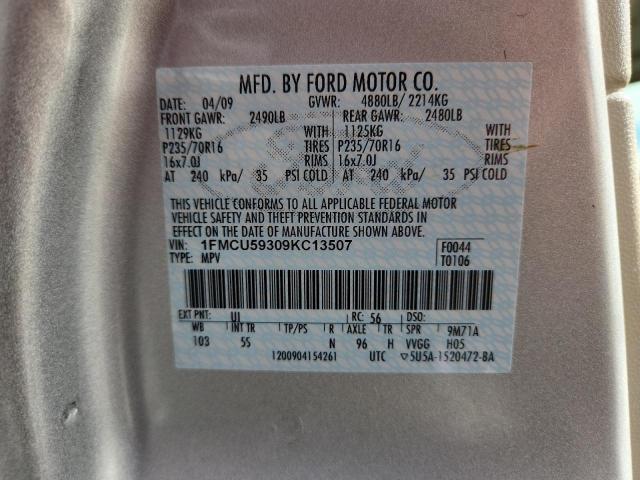 MFD. BY FORD MOTOR CO.
DATE: 04/09 GVWR: 4880LB/ 2214KG
FRONT GAWR: 2490LB REAR GAWR: 2480LB
1129KG WITH 1125KG WITH
P235/70R16 TIRES P235/70R16 TIRES
16x7.0J RIMS 16x7.0J RIMS
AT 240 kPa/ 35 PSI COLD AT 240 kPa/ 35 PSI COLD
THIS VEHICLE CONFORMS TO ALL APPLICABLE FEDERAL MOTOR
VEHICLE SAFETY AND THEFT PREVENTION STANDARDS IN
EFFECT ON THE DATE OF MANUFACTURE SHOWN ABOVE.
VIN: 1FMCU59309KC13507 F0044
TYPE: MPV T0106
EXT PNT: UI RC: 56 DSO:
WB INT TR TP/PS R AXLE TR SPR 9M71A
103 55 N 96 H VVGG H05
1200904154261 UTC ▽5U5A-1520472-BA
Ford